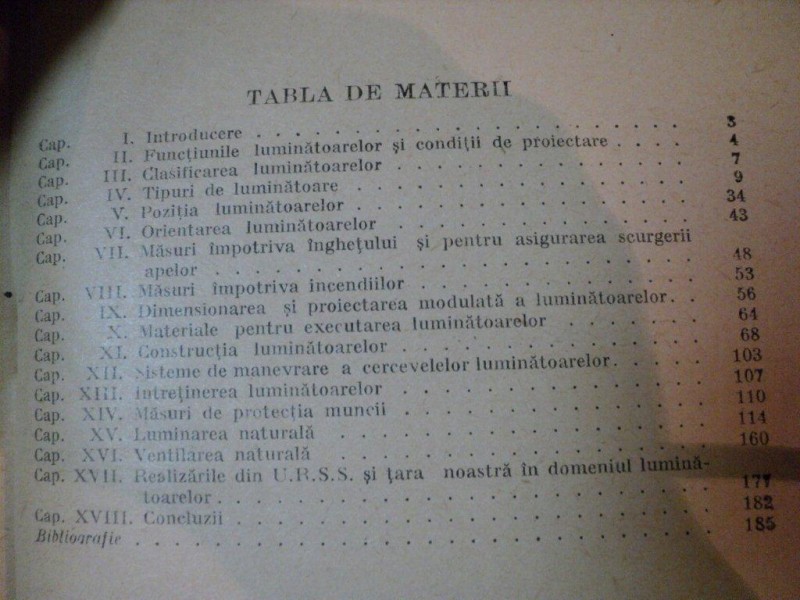 TABLA DE MATERII
Cap. I. Introducere . . . . . . . . . . . . . . . . . . . . 3
Cap. II. Funcțiunile luminătoarelor și condiții de proiectare . . . . 4
Cap. III. Clasificarea luminătoarelor . . . . . . . . . . . . . . 7
Cap. IV. Tipuri de luminătoare . . . . . . . . . . . . . . . . 9
Cap. V. Poziția luminătoarelor . . . . . . . . . . . . . . . . 34
Cap. VI. Orientarea luminătoarelor . . . . . . . . . . . . . . 43
Cap. VII. Măsuri împotriva înghețului și pentru asigurarea scurgerii
apelor . . . . . . . . . . . . . . . . . . . . . . 48
Cap. VIII. Măsuri împotriva incendiilor . . . . . . . . . . . . . 53
Cap. IX. Dimensionarea și proiectarea modulată a luminătoarelor . . 56
Cap. X. Materiale pentru executarea luminătoarelor . . . . . . . 64
Cap. XI. Construcția luminătoarelor . . . . . . . . . . . . . . 68
Cap. XII. Sisteme de manevrare a cercevelelor luminătoarelor . . . . 103
Cap. XIII. Intreținerea luminătoarelor . . . . . . . . . . . . . . 107
Cap. XIV. Măsuri de protecția muncii . . . . . . . . . . . . . . 110
Cap. XV. Luminarea naturală . . . . . . . . . . . . . . . . 114
Cap. XVI. Ventilarea naturală . . . . . . . . . . . . . . . . 160
Cap. XVII. Realizările din U.R.S.S. și țara noastră în domeniul lumină-
toarelor . . . . . . . . . . . . . . . . . . . . . . 177
Cap. XVIII. Concluzii . . . . . . . . . . . . . . . . . . . . . 182
Bibliografie . . . . . . . . . . . . . . . . . . . . . . . . . 185